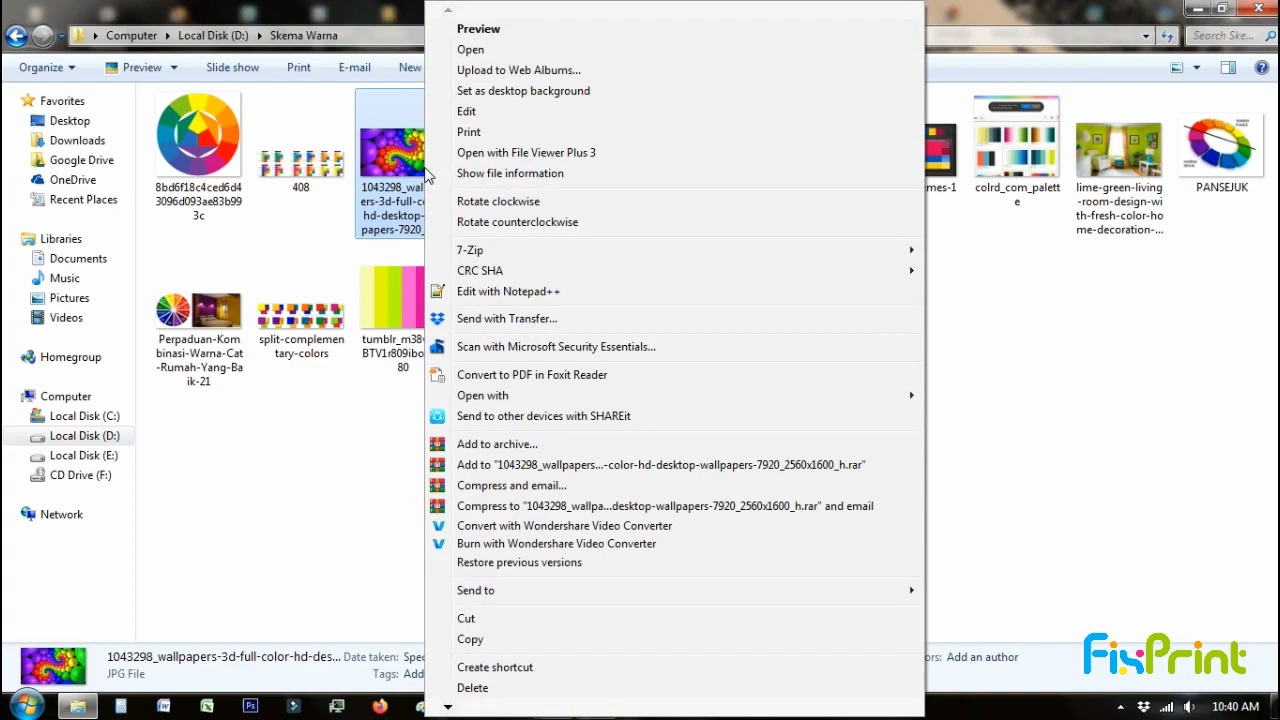 Computer
Local Disk (D:)
Skema Warna
Search Ske...
Organize
Preview
Slide show
Print
E-mail
New
Favorites
Desktop
Downloads
Google Drive
OneDrive
Recent Places
Libraries
Documents
Music
Pictures
Videos
Homegroup
Computer
Local Disk (C:)
Local Disk (D:)
Local Disk (E:)
CD Drive (F:)
Network
8bd6f18c4ced6d4
3096d093ae83b99
3c
408
1043298_wal
ers-3d-full-c
hd-desktop-
papers-7920_
Perpaduan-Kom
binasi-Warna-Cat
-Rumah-Yang-Ba
ik-21
split-complemen
tary-colors
BTV1r809ibo
80
Preview
Open
Upload to Web Albums...
Set as desktop background
Edit
Print
Open with File Viewer Plus 3
Show file information
Rotate clockwise
Rotate counterclockwise
7-Zip
CRC SHA
Edit with Notepad++
Send with Transfer...
Scan with Microsoft Security Essentials...
Convert to PDF in Foxit Reader
Open with
Send to other devices with SHAREit
Add to archive...
Add to "1043298_wallpapers...-color-hd-desktop-wallpapers-7920_2560x1600_h.rar"
Compress and email...
Compress to "1043298_wallpa...desktop-wallpapers-7920_2560x1600_h.rar" and email
Convert with Wondershare Video Converter
Burn with Wondershare Video Converter
Restore previous versions
Send to
Cut
Copy
Create shortcut
Delete
emes-1
colrd_com_palett
e
lime-green-living
-room-design-wit
h-fresh-color-ho
me-decoration-...
PANSEJUK
1043298_wallpapers-3d-full-color-hd-des...
JPG File
Date taken: Spec
Tags: Add
ors: Add an author
FixPrint
10:40 AM